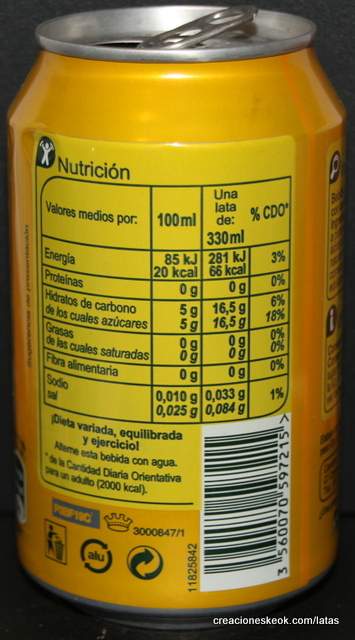 Nutrición
Valores medios por: 100ml Una lata de: 330ml % CDO*
Energía 85 kJ 281 kJ 3%
20 kcal 66 kcal
Proteínas 0 g 0 g 0%
Hidratos de carbono 5 g 16,5 g 6%
de los cuales azúcares 5 g 16,5 g 18%
Grasas 0 g 0 g 0%
de las cuales saturadas 0 g 0 g 0%
Fibra alimentaria 0 g 0 g 0%
Sodio 0,010 g 0,033 g 1%
sal 0,025 g 0,084 g
¡Dieta variada, equilibrada
y ejercicio!
Alterne esta bebida con agua.
* de la Cantidad Diaria Orientativa
para un adulto (2000 kcal).
3000847/1
alu
11825842
3 560070 597215 >
creacioneskeok.com/latas